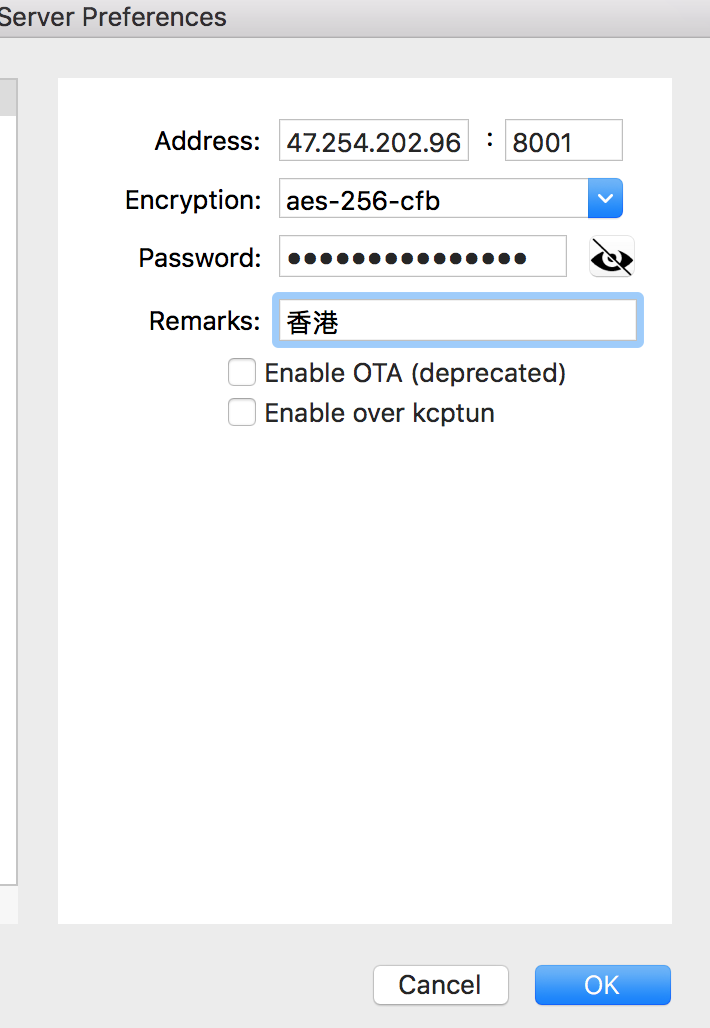 Server Preferences
Address: 47.254.202.96 : 8001
Encryption: aes-256-cfb
Password: ●●●●●●●●●●●●●●●
Remarks: 香港
Enable OTA (deprecated)
Enable over kcptun
Cancel OK